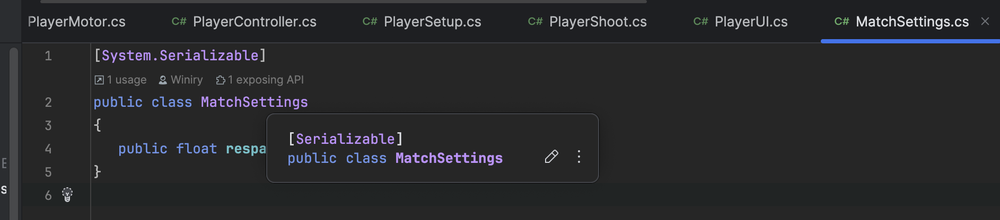 PlayerMotor.cs C# PlayerController.cs C# PlayerSetup.cs C# PlayerShoot.cs C# PlayerUI.cs C# MatchSettings.cs
1 [System.Serializable]
1 usage Winiry 1 exposing API
2 public class MatchSettings
3 {
[Serializable]
4 public float respa
public class MatchSettings
5 }
s
6